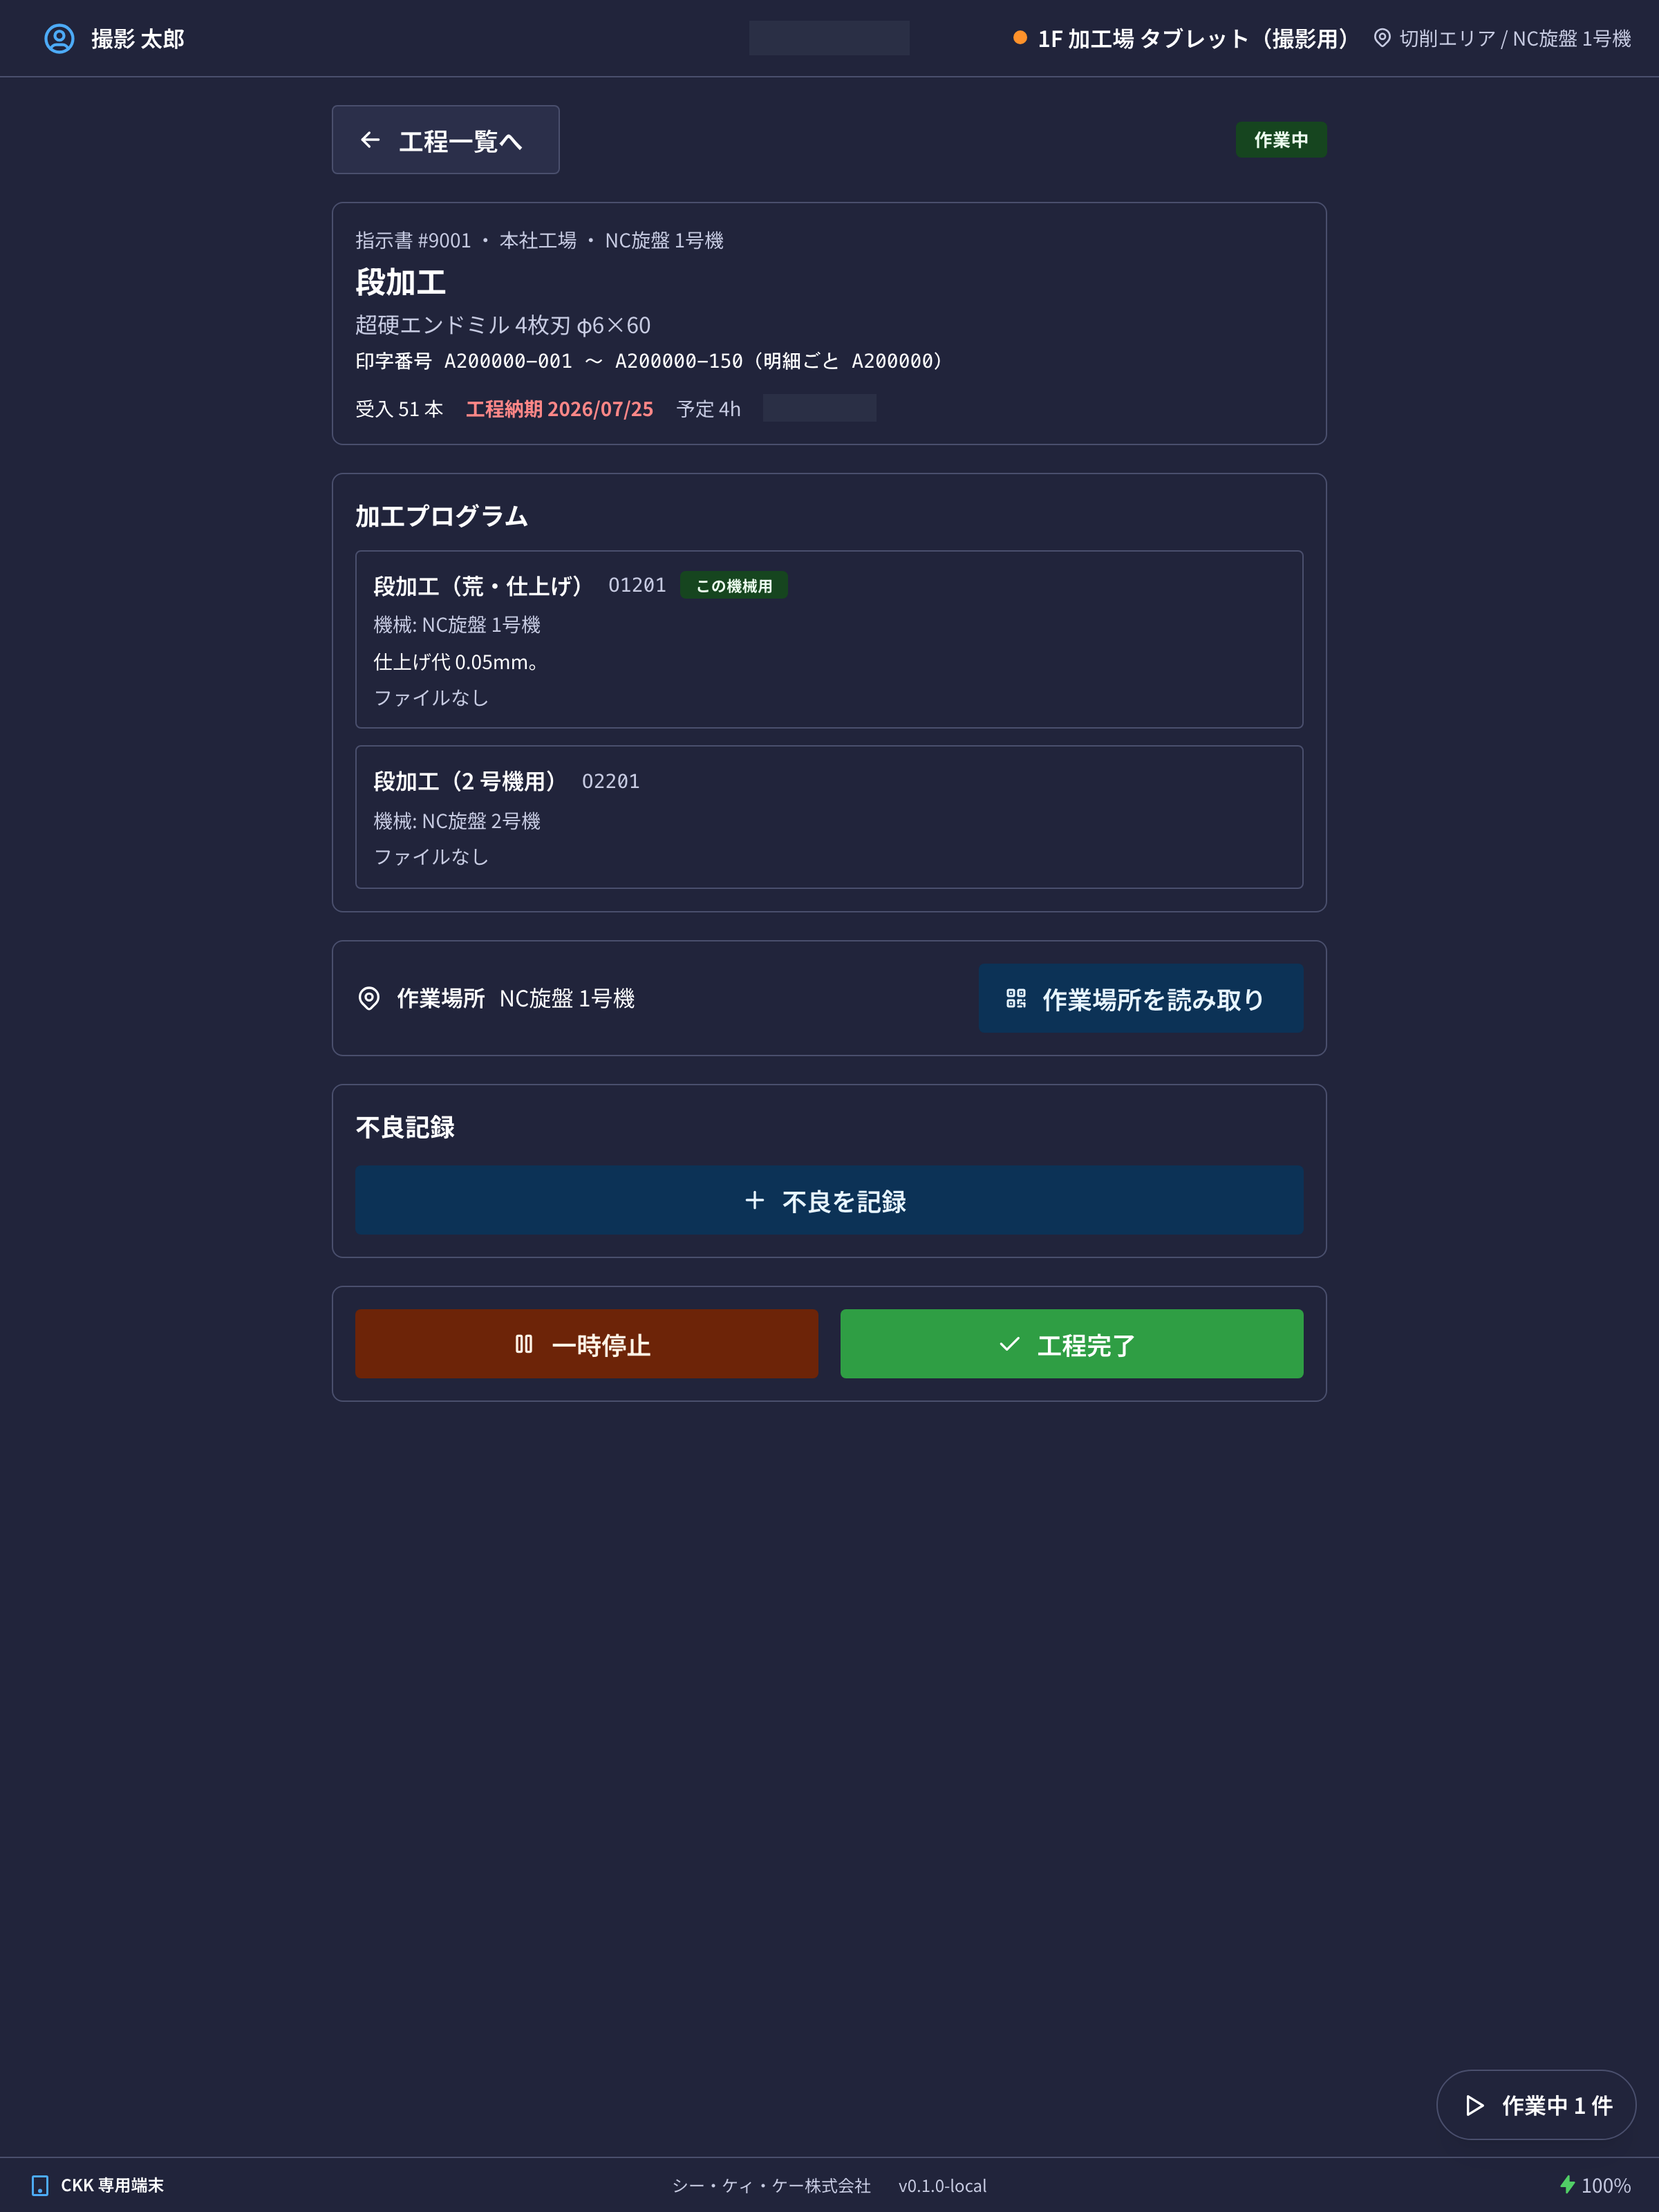 撮影 太郎
1F 加工場 タブレット（撮影用） 切削エリア / NC旋盤 1号機
工程一覧へ
作業中
指示書 #9001 ・ 本社工場 ・ NC旋盤 1号機
段加工
超硬エンドミル 4枚刃 φ6×60
印字番号 A200000-001 ～ A200000-150（明細ごと A200000）
受入 51 本 工程納期 2026/07/25 予定 4h
加工プログラム
段加工（荒・仕上げ） O1201 この機械用
機械: NC旋盤 1号機
仕上げ代 0.05mm。
ファイルなし
段加工（2 号機用） O2201
機械: NC旋盤 2号機
ファイルなし
作業場所 NC旋盤 1号機
作業場所を読み取り
不良記録
不良を記録
一時停止
工程完了
作業中 1 件
CKK 専用端末
シー・ケィ・ケー株式会社 v0.1.0-local
100%